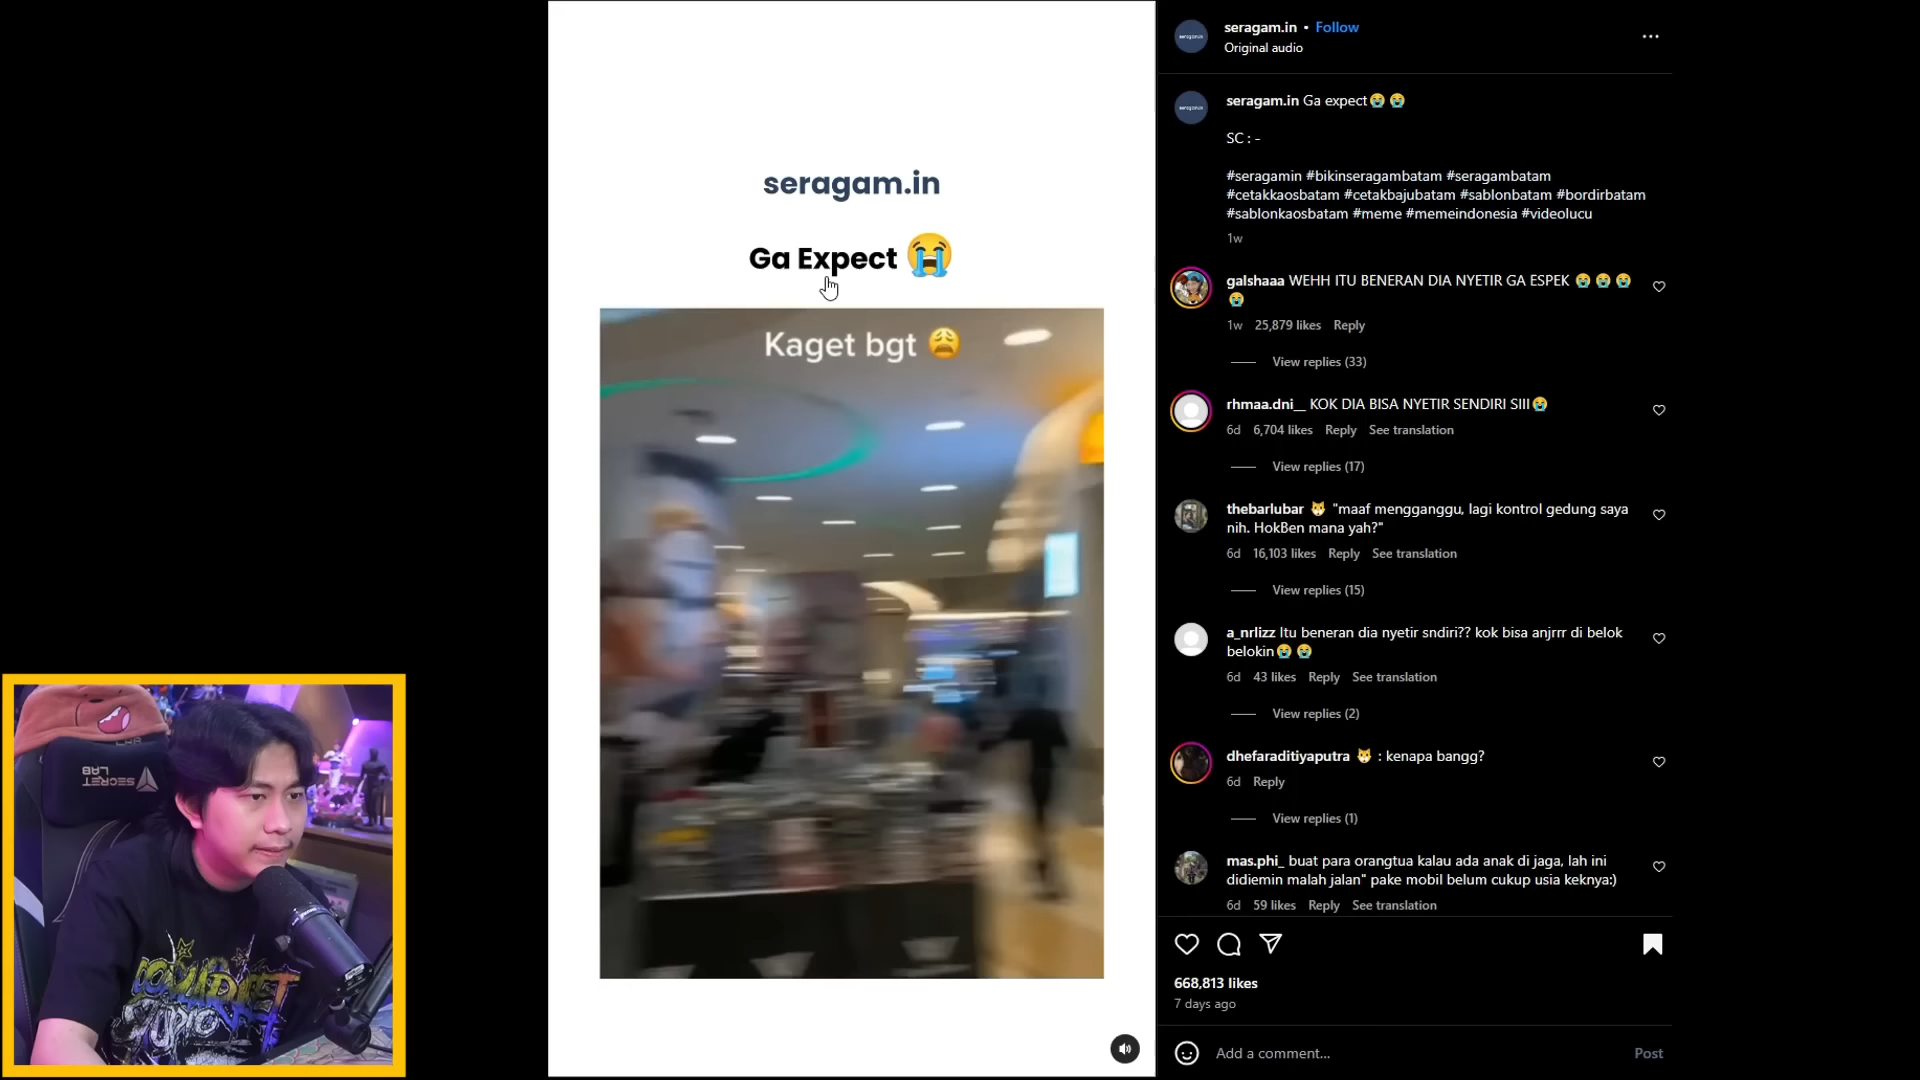 seragam.in
Ga Expect 😭
Kaget bgt 😩
SECRET
LAB
seragam.in • Follow
Original audio
seragam.in Ga expect😭😭
SC : -
#seragamin #bikinseragambatam #seragambatam
#cetakkaosbatam #cetakbajubatam #sablonbatam #bordirbatam
#sablonkaosbatam #meme #memeindonesia #videolucu
1w
galshaaa WEHH ITU BENERAN DIA NYETIR GA ESPEK 😭😭😭
😭
1w 25,879 likes Reply
View replies (33)
rhmaa.dni__ KOK DIA BISA NYETIR SENDIRI SIII😭
6d 6,704 likes Reply See translation
View replies (17)
thebarlubar 🐱 "maaf mengganggu, lagi kontrol gedung saya
nih. HokBen mana yah?"
6d 16,103 likes Reply See translation
View replies (15)
a_nrlizz Itu beneran dia nyetir sndiri?? kok bisa anjrrr di belok
belokin😭😭
6d 43 likes Reply See translation
View replies (2)
dhefaraditiyaputra 🐱 : kenapa bangg?
6d Reply
View replies (1)
mas.phi_ buat para orangtua kalau ada anak di jaga, lah ini
didiemin malah jalan" pake mobil belum cukup usia keknya:)
6d 59 likes Reply See translation
668,813 likes
7 days ago
Add a comment...
Post